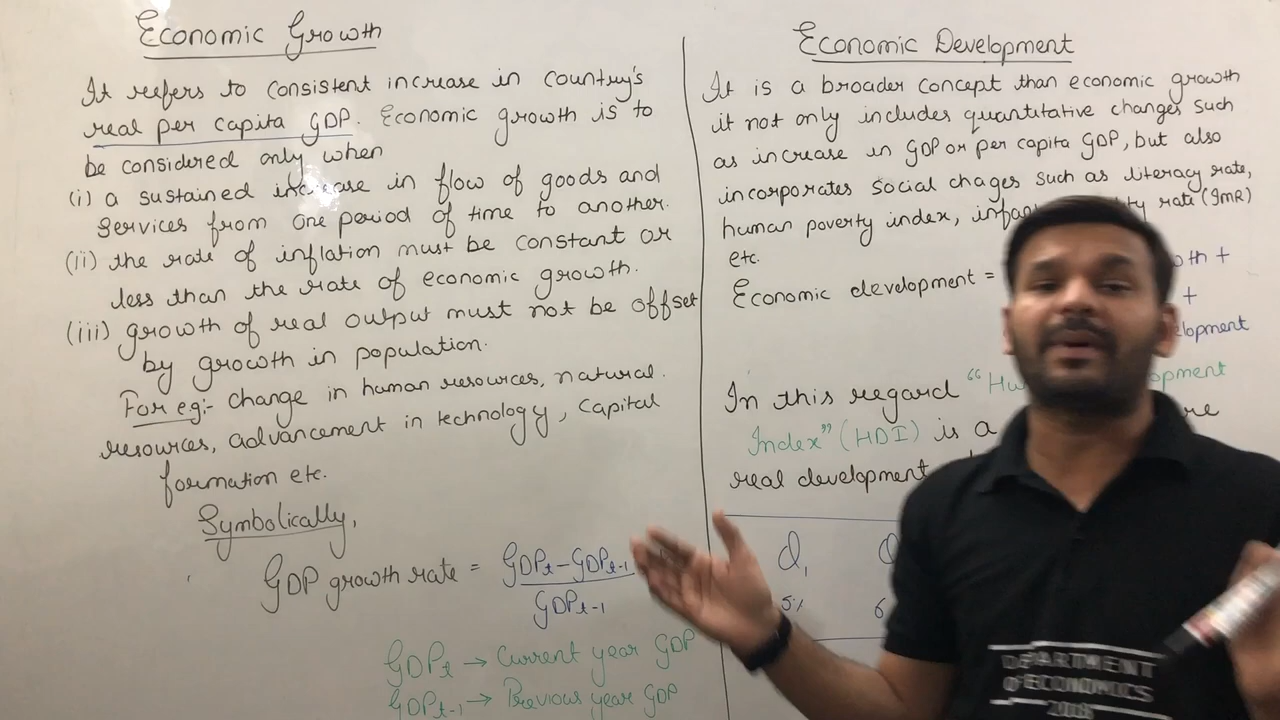 Economic Growth
It refers to consistent increase in country's
real per capita GDP. Economic growth is to
be considered only when
(i) a sustained increase in flow of goods and
services from one period of time to another.
(ii) the rate of inflation must be constant or
less than the rate of economic growth.
(iii) growth of real output must not be offset
by growth in population.
For eg:- change in human resources, natural
resources, advancement in technology, capital
formation etc.
Symbolically,
GDP growth rate = GDPt - GDPt-1
GDPt-1
GDPt → Current year GDP
GDPt-1 → Previous year GDP
Economic Development
It is a broader concept than economic growth
it not only includes quantitative changes such
as increase in GDP or per capita GDP, but also
incorporates social chages such as literacy rate,
human poverty index, rate (IMR)
etc.
Economic development = +
+
In this regard "
Index" (HDI) is a
real development
Q1
5%
6
DEPARTMENT
O'ECONOMICS
2018